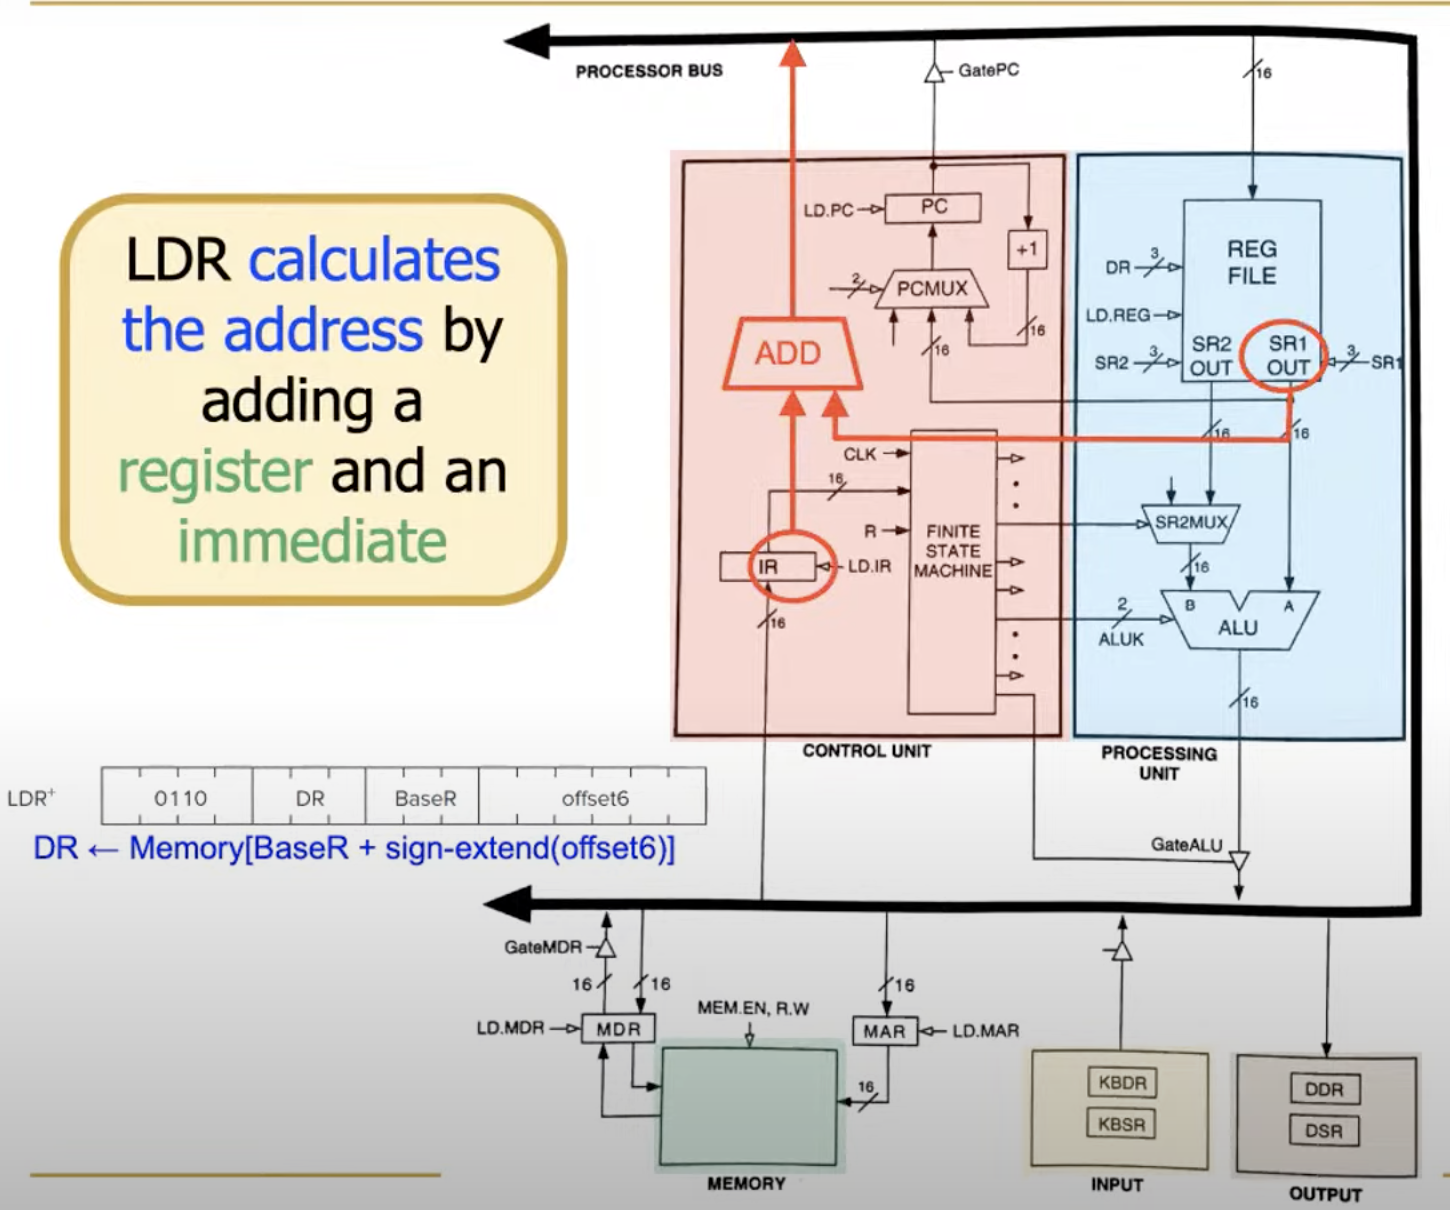 PROCESSOR BUS
GatePC
16
LDR calculates
the address by
adding a
register and an
immediate
LD.PC
PC
+1
2
PCMUX
16
16
ADD
REG
FILE
DR
3
LD.REG
SR2
3
SR2
OUT
SR1
OUT
3
SR1
16
16
CLK
16
R
FINITE
STATE
MACHINE
IR
LD.IR
16
SR2MUX
16
B
A
ALU
2
ALUK
16
CONTROL UNIT
PROCESSING
UNIT
LDR+
0110
DR
BaseR
offset6
DR ← Memory[BaseR + sign-extend(offset6)]
GateALU
GateMDR
16
16
LD.MDR
MDR
MEM.EN, R.W
16
MAR
LD.MAR
16
MEMORY
KBDR
KBSR
INPUT
DDR
DSR
OUTPUT